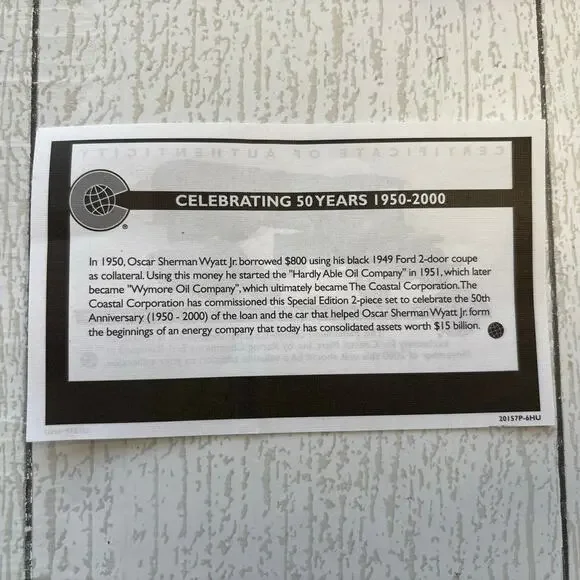 CERTIFICATE OF AUTHENTICITY
CELEBRATING 50 YEARS 1950-2000
®
In 1950, Oscar Sherman Wyatt Jr. borrowed $800 using his black 1949 Ford 2-door coupe
as collateral. Using this money he started the "Hardly Able Oil Company" in 1951, which later
became "Wymore Oil Company", which ultimately became The Coastal Corporation. The
Coastal Corporation has commissioned this Special Edition 2-piece set to celebrate the 50th
Anniversary (1950 - 2000) of the loan and the car that helped Oscar Sherman Wyatt Jr. form
the beginnings of an energy company that today has consolidated assets worth $15 billion.
20157P-6HU